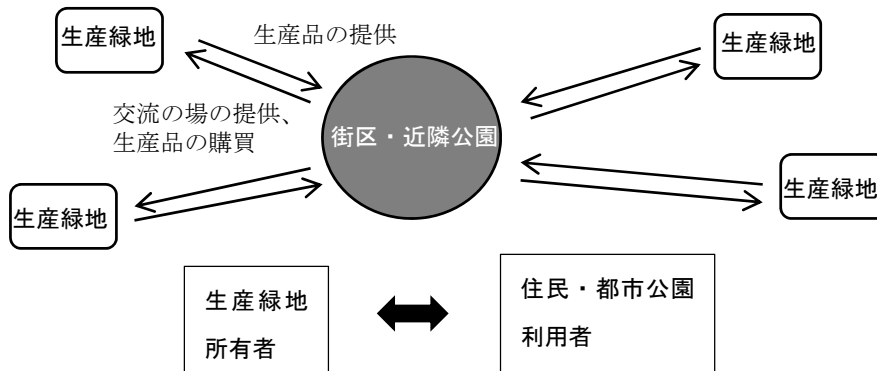 生産緑地
生産品の提供
生産緑地
交流の場の提供、
生産品の購買
街区・近隣公園
生産緑地
生産緑地
生産緑地
所有者
住民・都市公園
利用者